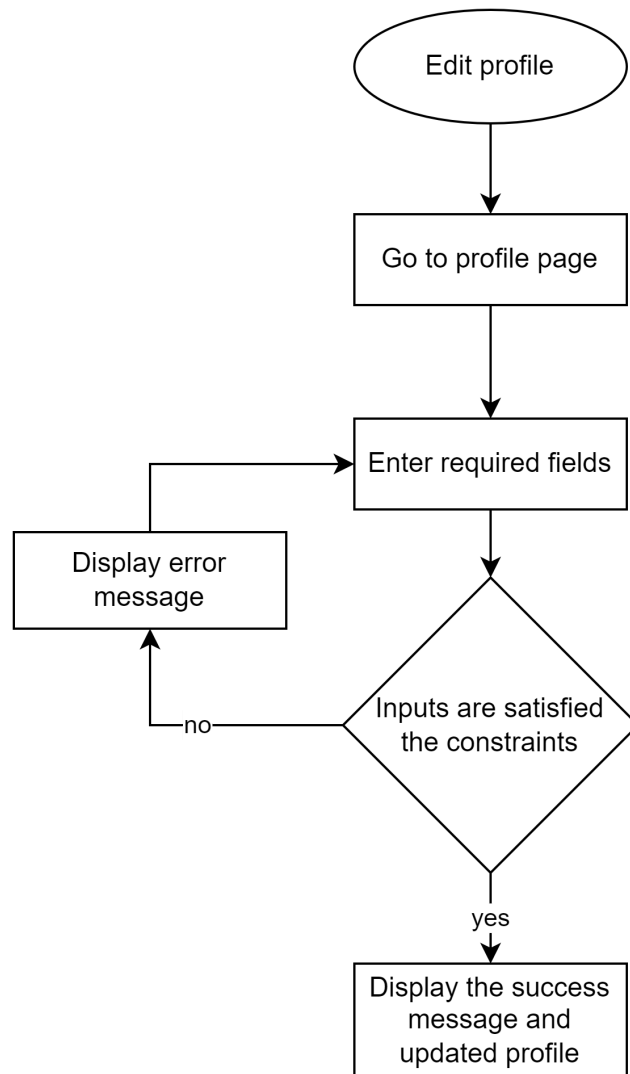 Edit profile
Go to profile page
Enter required fields
Display error
message
Inputs are satisfied
the constraints
no
yes
Display the success
message and
updated profile